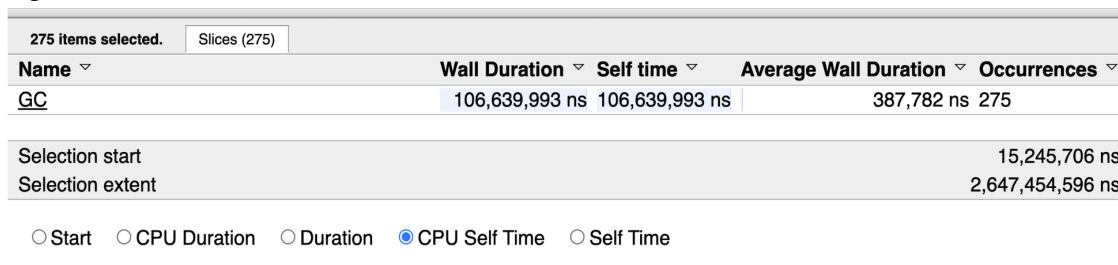 275 items selected. Slices (275)
Name ▽ Wall Duration ▽ Self time ▽ Average Wall Duration ▽ Occurrences ▽
GC 106,639,993 ns 106,639,993 ns 387,782 ns 275
Selection start 15,245,706 ns
Selection extent 2,647,454,596 ns
Start CPU Duration Duration CPU Self Time Self Time